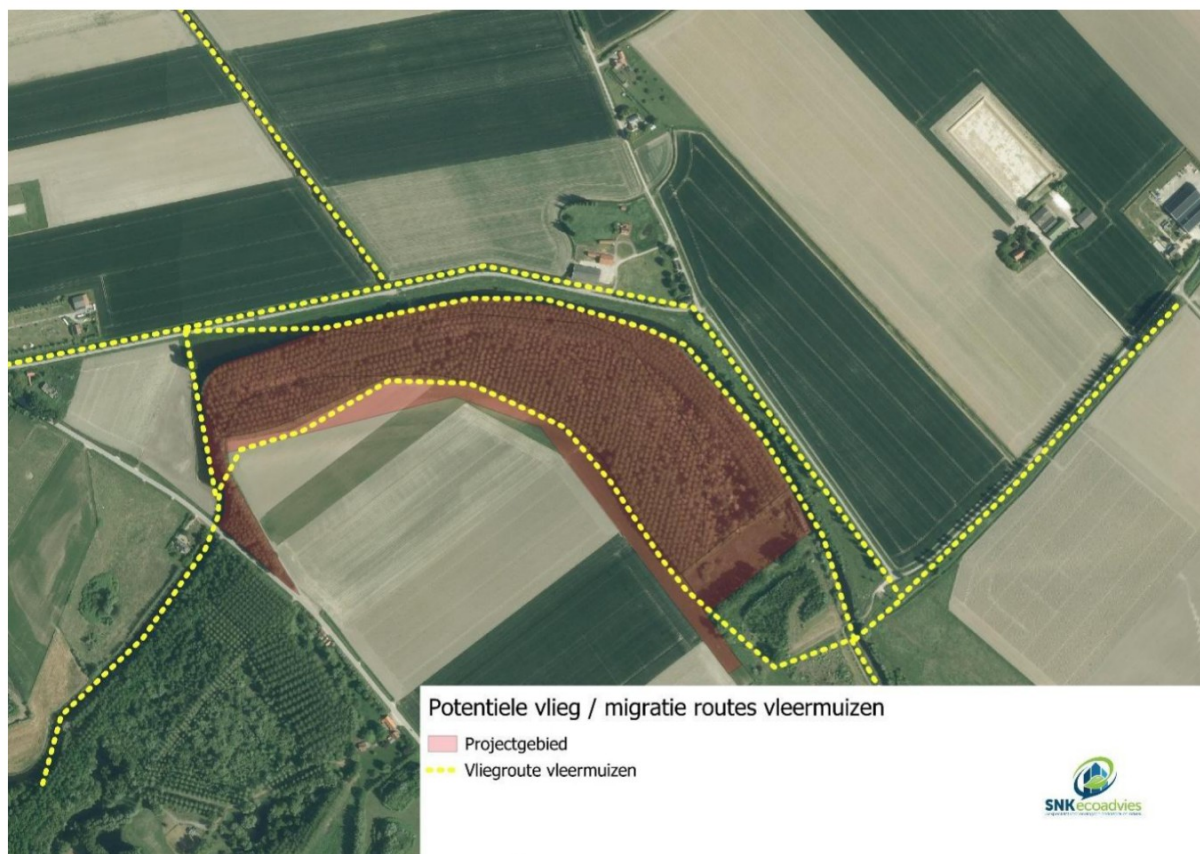 Potentiele vlieg / migratie routes vleermuizen
Projectgebied
Vliegroute vleermuizen
SNKecoadvies